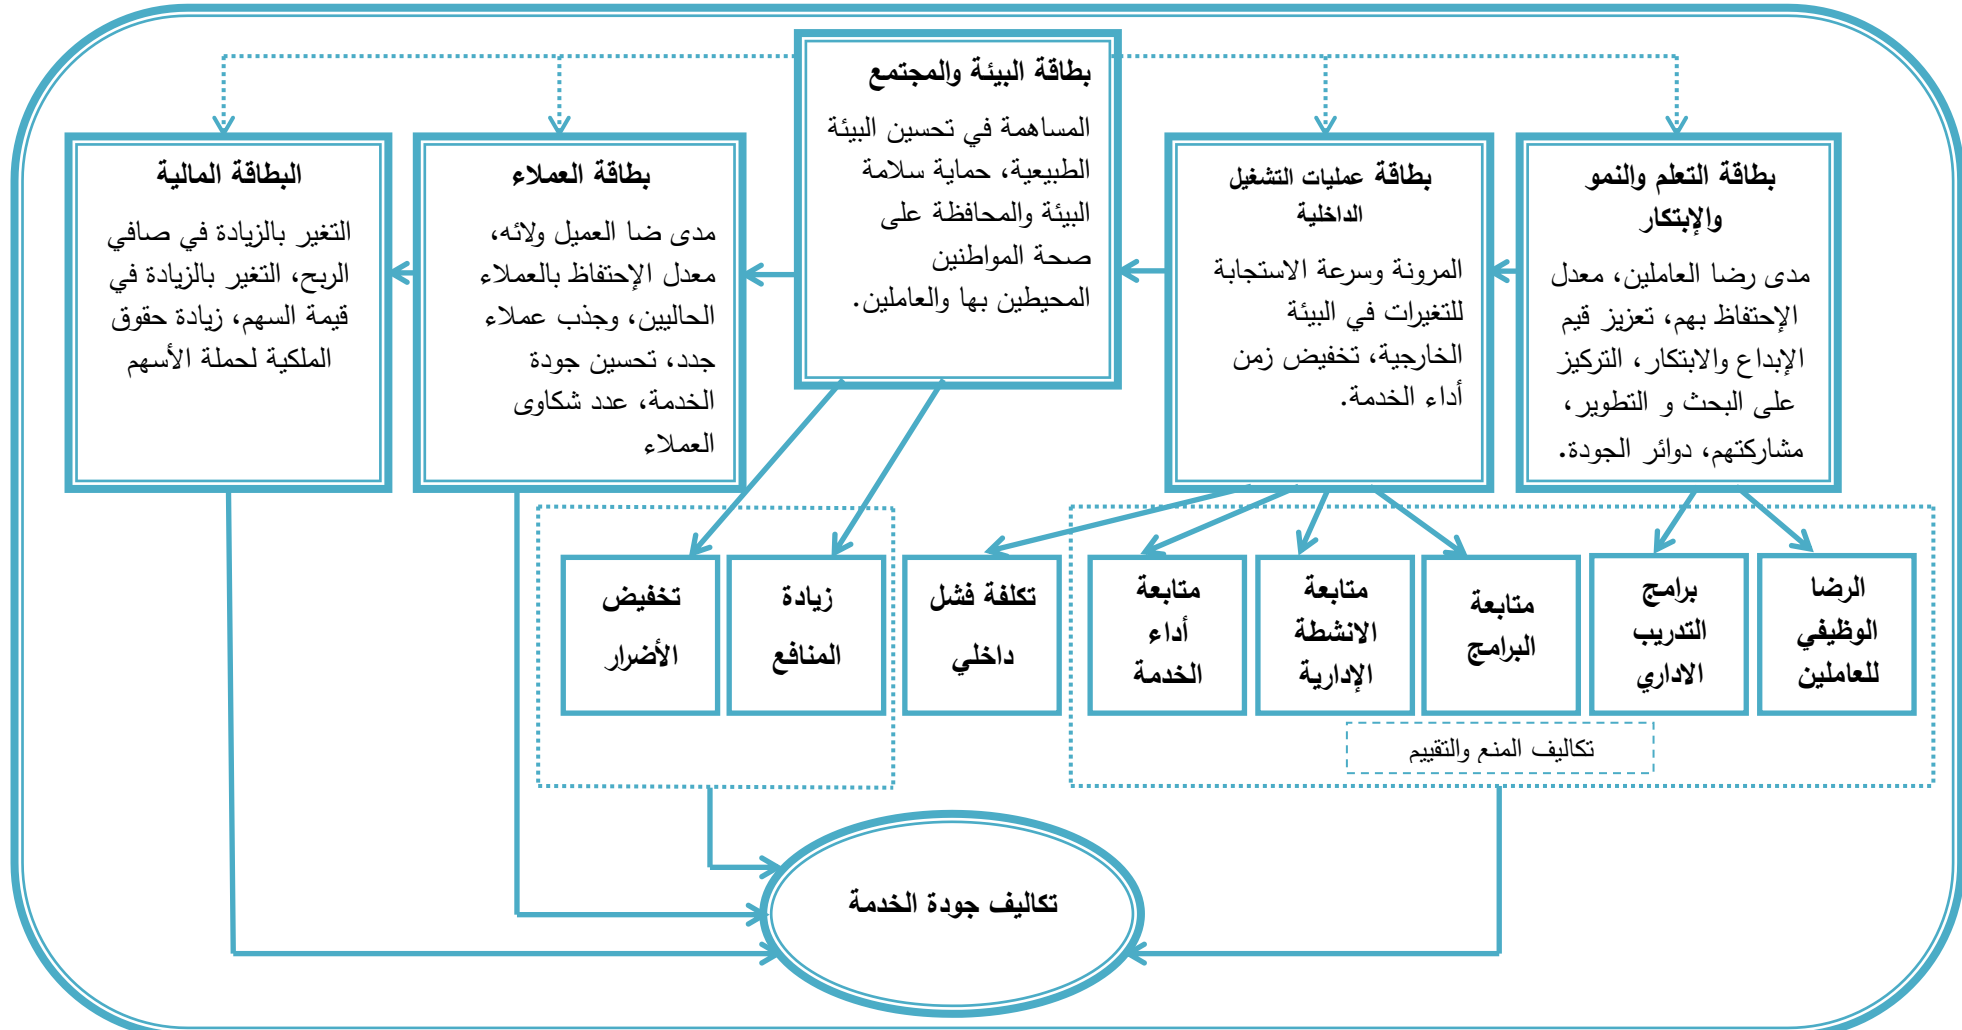 بطاقة البيئة والمجتمع
المساهمة في تحسين البيئة
الطبيعية، حماية سلامة
البيئة والمحافظة على
صحة المواطنين
المحيطين بها والعاملين.
بطاقة التعلم والنمو
والإبتكار
مدى رضا العاملين، معدل
الإحتفاظ بهم، تعزيز قيم
الإبداع والابتكار، التركيز
على البحث و التطوير،
مشاركتهم، دوائر الجودة.
بطاقة عمليات التشغيل
الداخلية
المرونة وسرعة الاستجابة
للتغيرات في البيئة
الخارجية، تخفيض زمن
أداء الخدمة.
بطاقة العملاء
مدى ضا العميل ولائه،
معدل الإحتفاظ بالعملاء
الحاليين، وجذب عملاء
جدد، تحسين جودة
الخدمة، عدد شكاوى
العملاء
البطاقة المالية
التغير بالزيادة في صافي
الربح، التغير بالزيادة في
قيمة السهم، زيادة حقوق
الملكية لحملة الأسهم
الرضا
الوظيفي
للعاملين
برامج
التدريب
الاداري
متابعة
البرامج
متابعة
الانشطة
الإدارية
متابعة
أداء
الخدمة
تكلفة فشل
داخلي
زيادة
المنافع
تخفيض
الأضرار
تكاليف المنع والتقييم
تكاليف جودة الخدمة